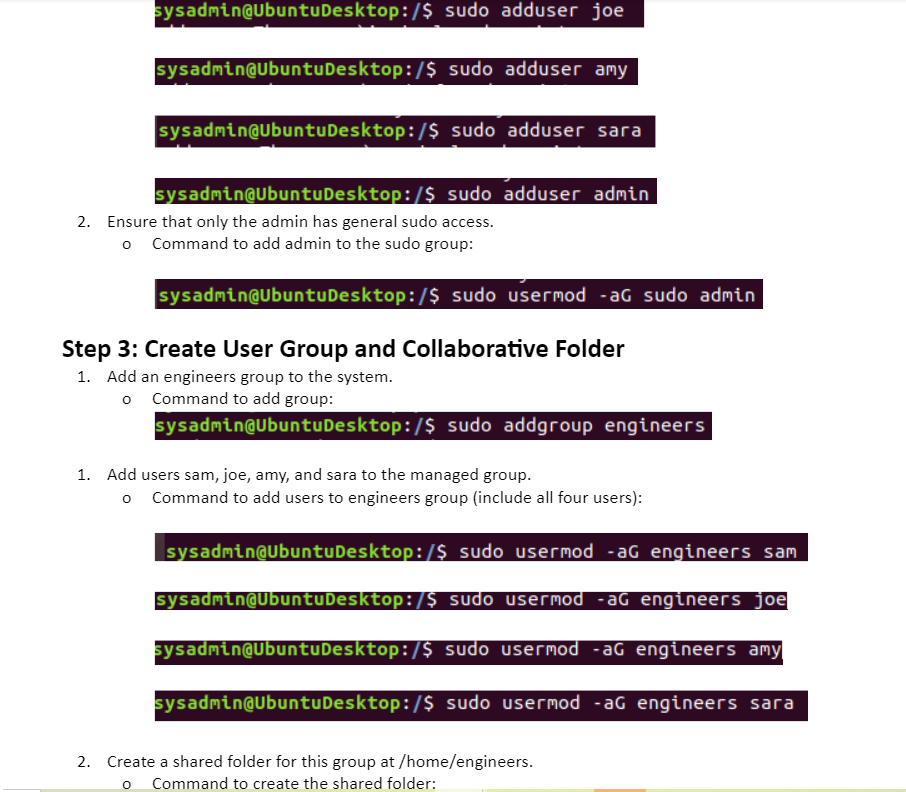 sysadmin@UbuntuDesktop:/$ sudo adduser joe
sysadmin@UbuntuDesktop:/$ sudo adduser amy
sysadmin@UbuntuDesktop:/$ sudo adduser sara
sysadmin@UbuntuDesktop:/$ sudo adduser admin
2. Ensure that only the admin has general sudo access.
o Command to add admin to the sudo group:
sysadmin@UbuntuDesktop:/$ sudo usermod -aG sudo admin
Step 3: Create User Group and Collaborative Folder
1. Add an engineers group to the system.
o Command to add group:
sysadmin@UbuntuDesktop:/$ sudo addgroup engineers
1. Add users sam, joe, amy, and sara to the managed group.
o Command to add users to engineers group (include all four users):
sysadmin@UbuntuDesktop:/$ sudo usermod -aG engineers sam
sysadmin@UbuntuDesktop:/$ sudo usermod -aG engineers joe
sysadmin@UbuntuDesktop:/$ sudo usermod -aG engineers amy
sysadmin@UbuntuDesktop:/$ sudo usermod -aG engineers sara
2. Create a shared folder for this group at /home/engineers.
o Command to create the shared folder: